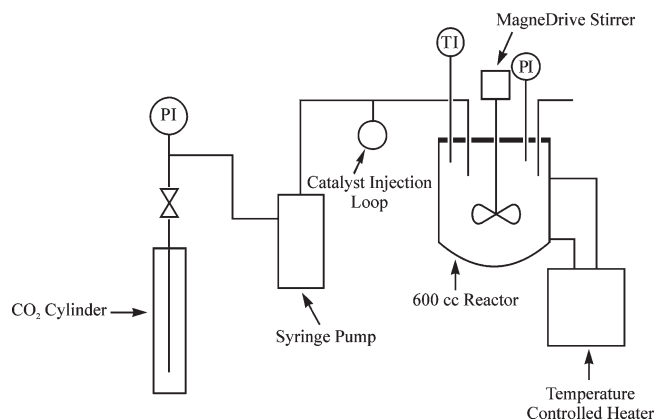 MagneDrive Stirrer
TI
PI
PI
Catalyst Injection
Loop
CO₂ Cylinder
600 cc Reactor
Syringe Pump
Temperature
Controlled Heater